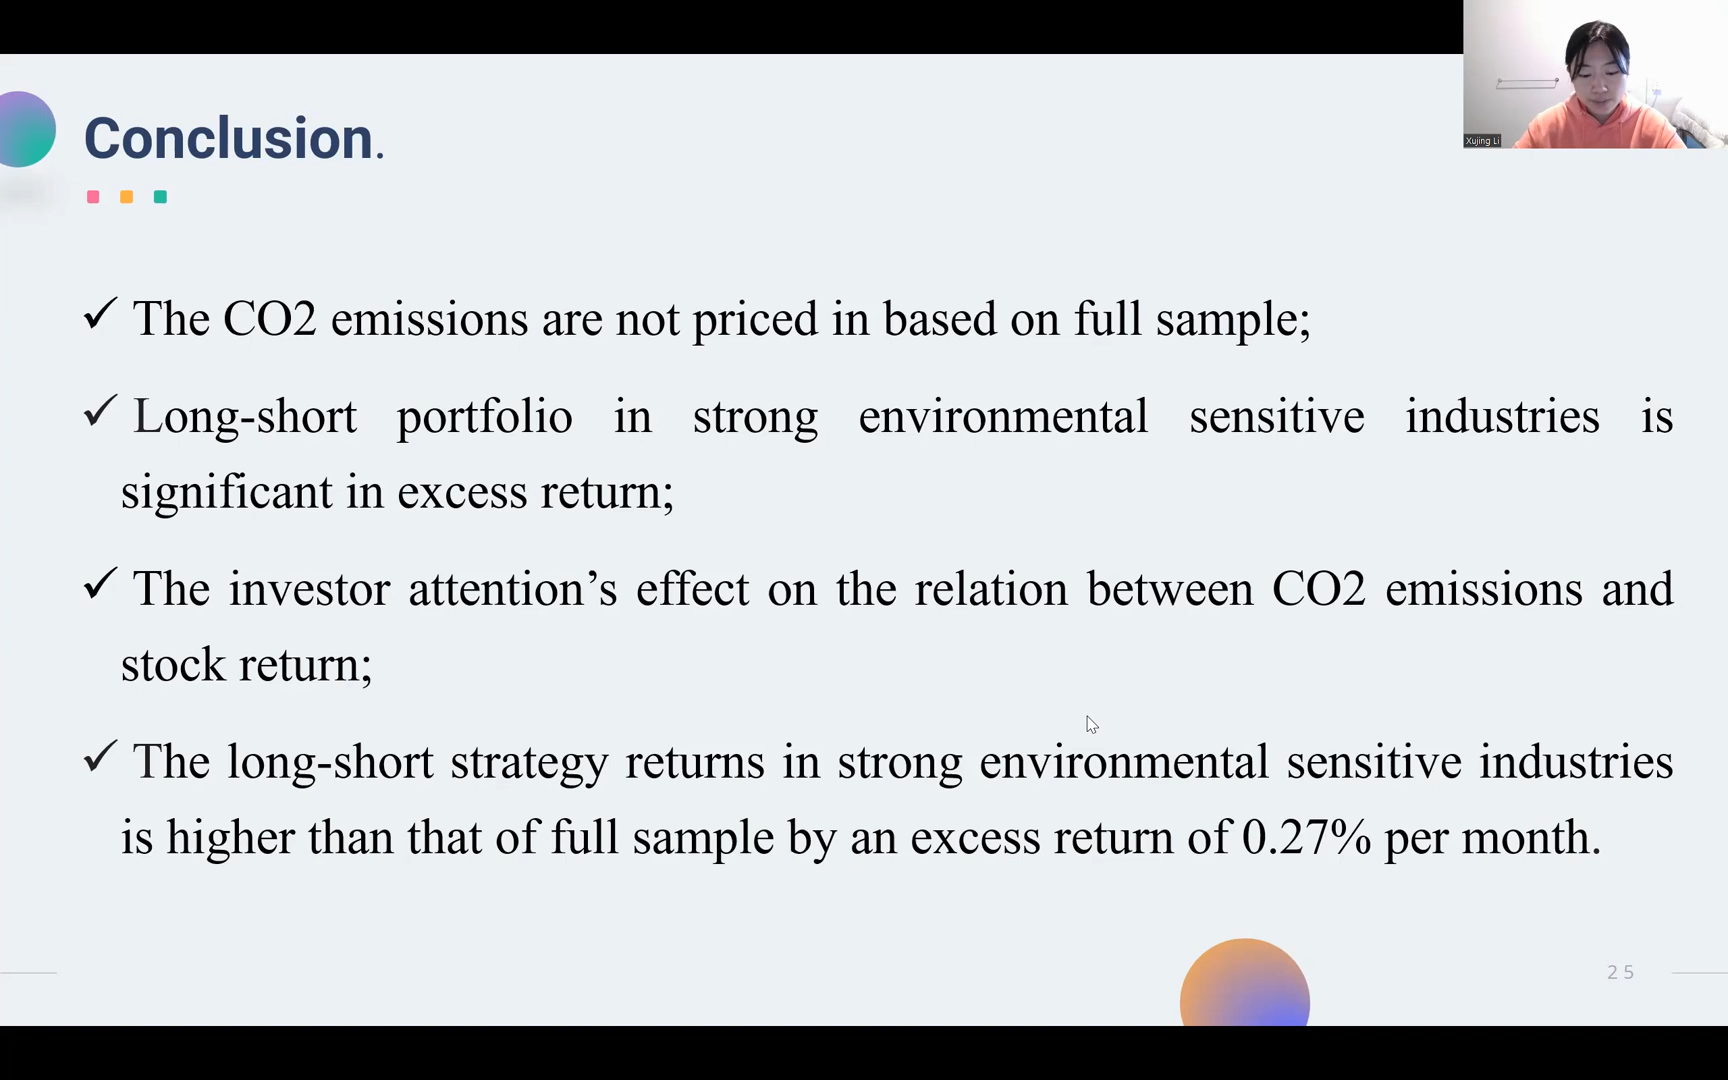 Xujing Li
Conclusion.
✓ The CO2 emissions are not priced in based on full sample;
✓ Long-short portfolio in strong environmental sensitive industries is
significant in excess return;
✓ The investor attention’s effect on the relation between CO2 emissions and
stock return;
✓ The long-short strategy returns in strong environmental sensitive industries
is higher than that of full sample by an excess return of 0.27% per month.
25